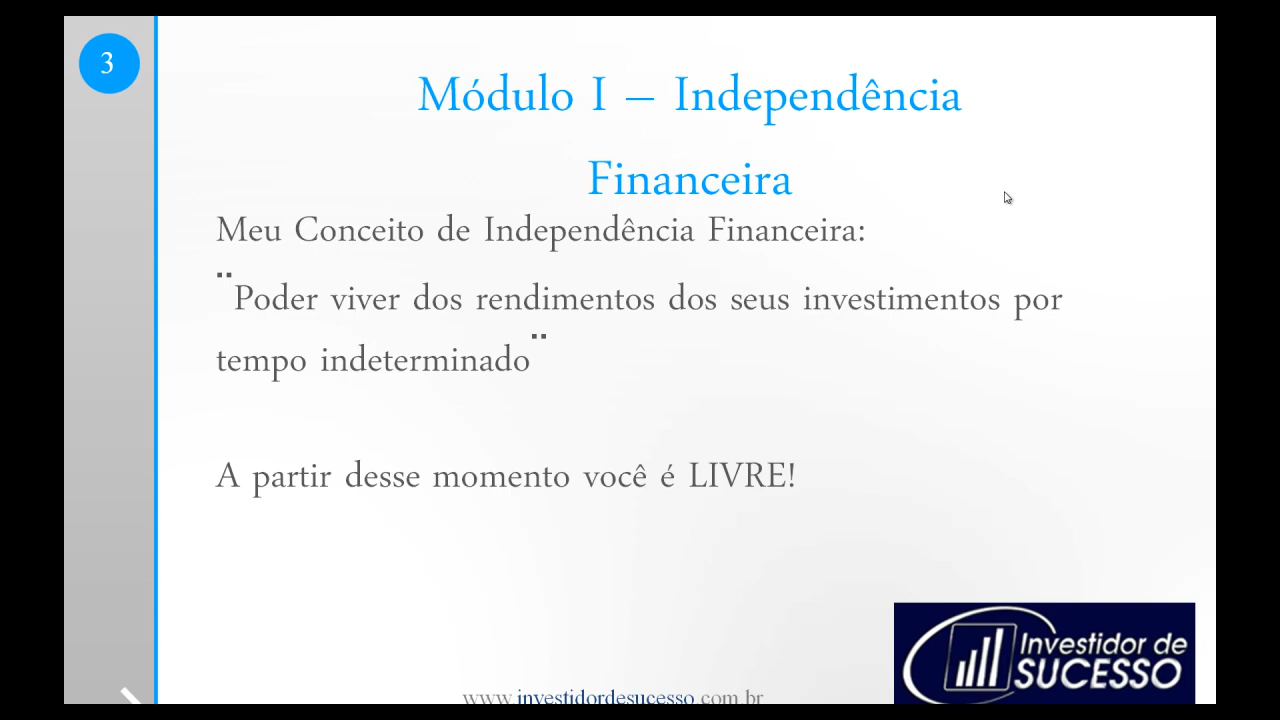 3
Módulo I – Independência
Financeira
Meu Conceito de Independência Financeira:
¨Poder viver dos rendimentos dos seus investimentos por
tempo indeterminado¨
A partir desse momento você é LIVRE!
Investidor de
SUCESSO
www.investidordesucesso.com.br